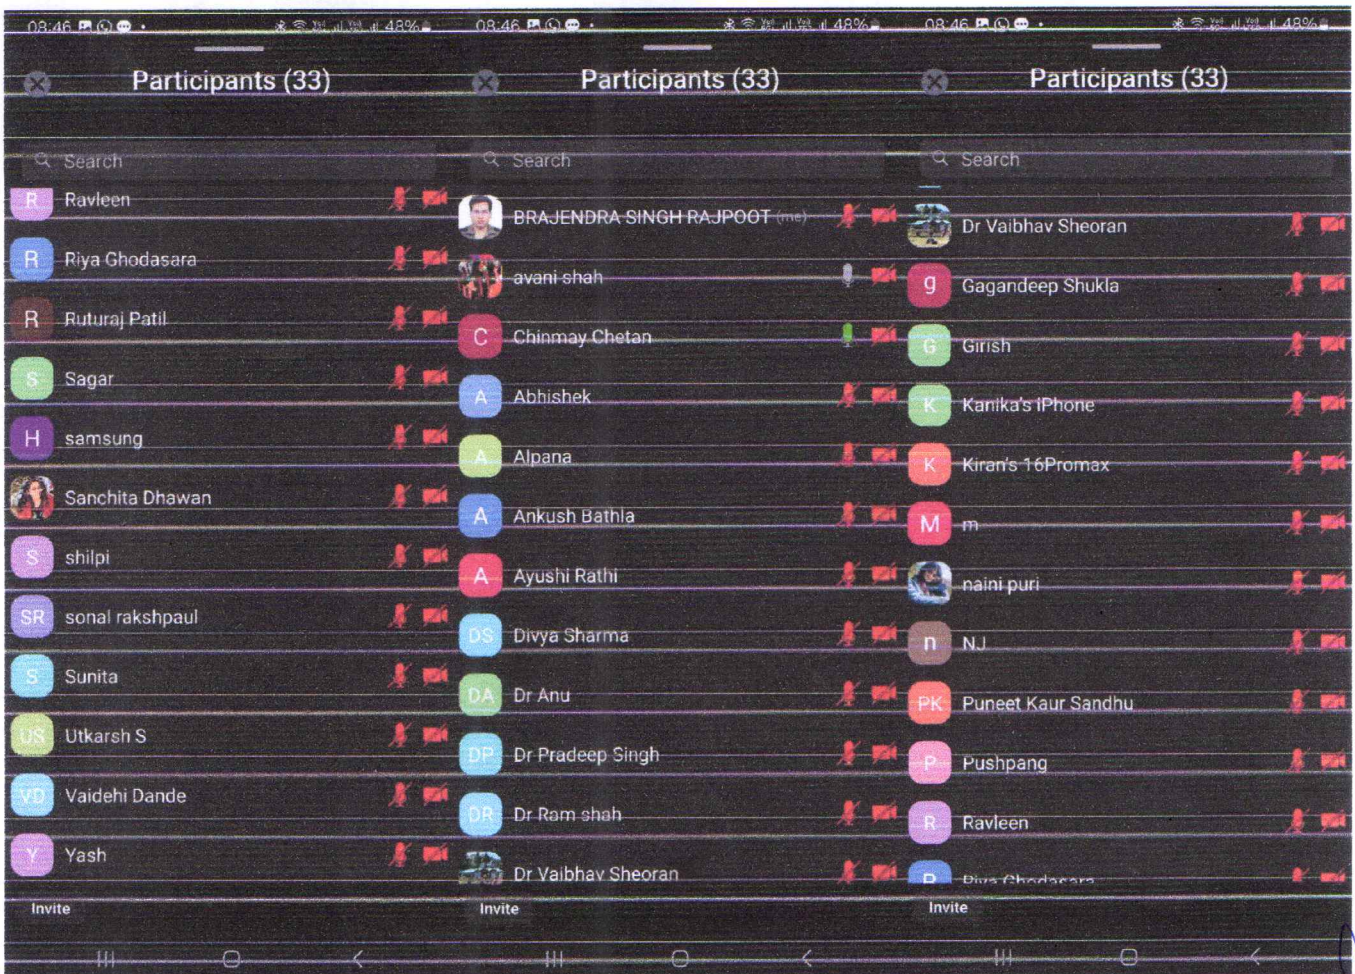 08:46 48%
Participants (33)
Search
R Ravleen
R Riya Ghodasara
R Ruturaj Patil
S Sagar
H samsung
Sanchita Dhawan
S shilpi
SR sonal rakshpaul
S Sunita
US Utkarsh S
VD Vaidehi Dande
Y Yash
Invite
08:46 48%
Participants (33)
Search
BRAJENDRA SINGH RAJPOOT (me)
avani shah
C Chinmay Chetan
A Abhishek
A Alpana
A Ankush Bathla
A Ayushi Rathi
DS Divya Sharma
DA Dr Anu
DP Dr Pradeep Singh
DR Dr Ram shah
Dr Vaibhav Sheoran
Invite
08:46 48%
Participants (33)
Search
Dr Vaibhav Sheoran
g Gagandeep Shukla
G Girish
K Kanika's iPhone
K Kiran's 16Promax
M m
naini puri
n NJ
PK Puneet Kaur Sandhu
P Pushpang
R Ravleen
R Riya Ghodasara
Invite